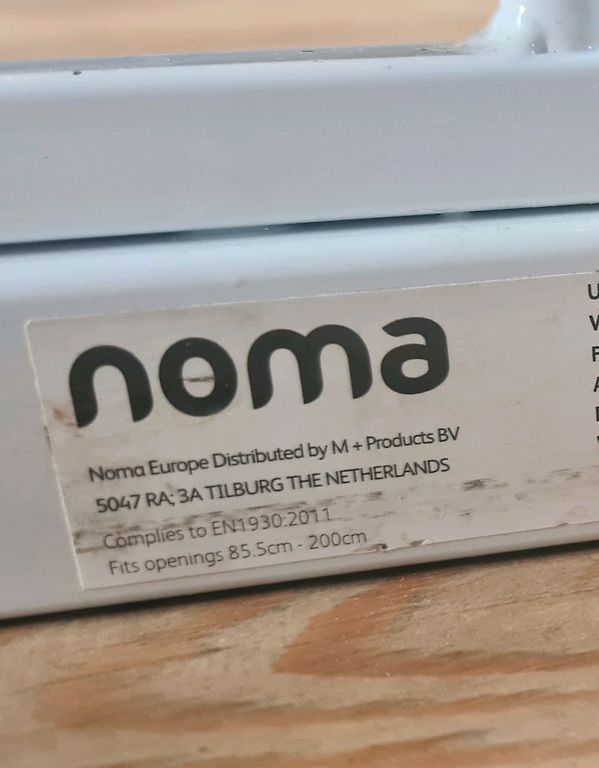 noma
Noma Europe Distributed by M + Products BV
5047 RA; 3A TILBURG THE NETHERLANDS
Complies to EN1930:2011
Fits openings 85.5cm - 200cm